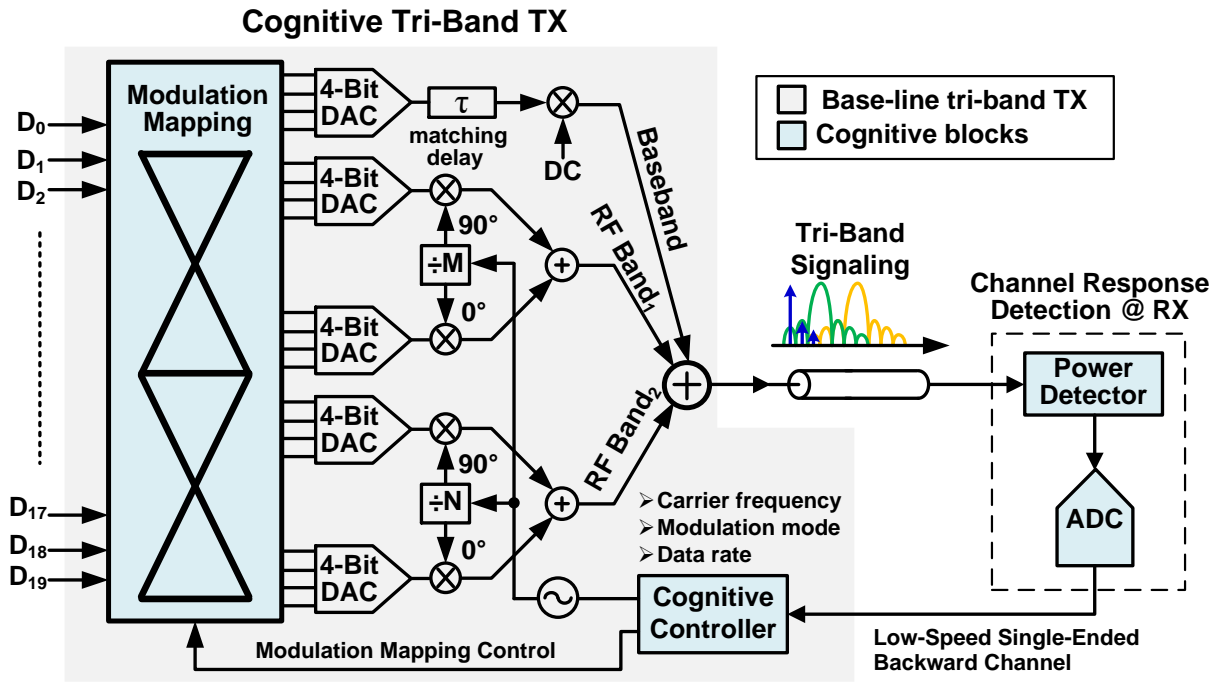 Cognitive Tri-Band TX
Modulation
Mapping
D0
D1
D2
D17
D18
D19
4-Bit
DAC
τ
matching
delay
DC
Baseband
4-Bit
DAC
90°
÷M
0°
RF Band1
4-Bit
DAC
4-Bit
DAC
90°
÷N
0°
RF Band2
4-Bit
DAC
Base-line tri-band TX
Cognitive blocks
Tri-Band
Signaling
Channel Response
Detection @ RX
Power
Detector
ADC
➢Carrier frequency
➢Modulation mode
➢Data rate
Cognitive
Controller
Modulation Mapping Control
Low-Speed Single-Ended
Backward Channel